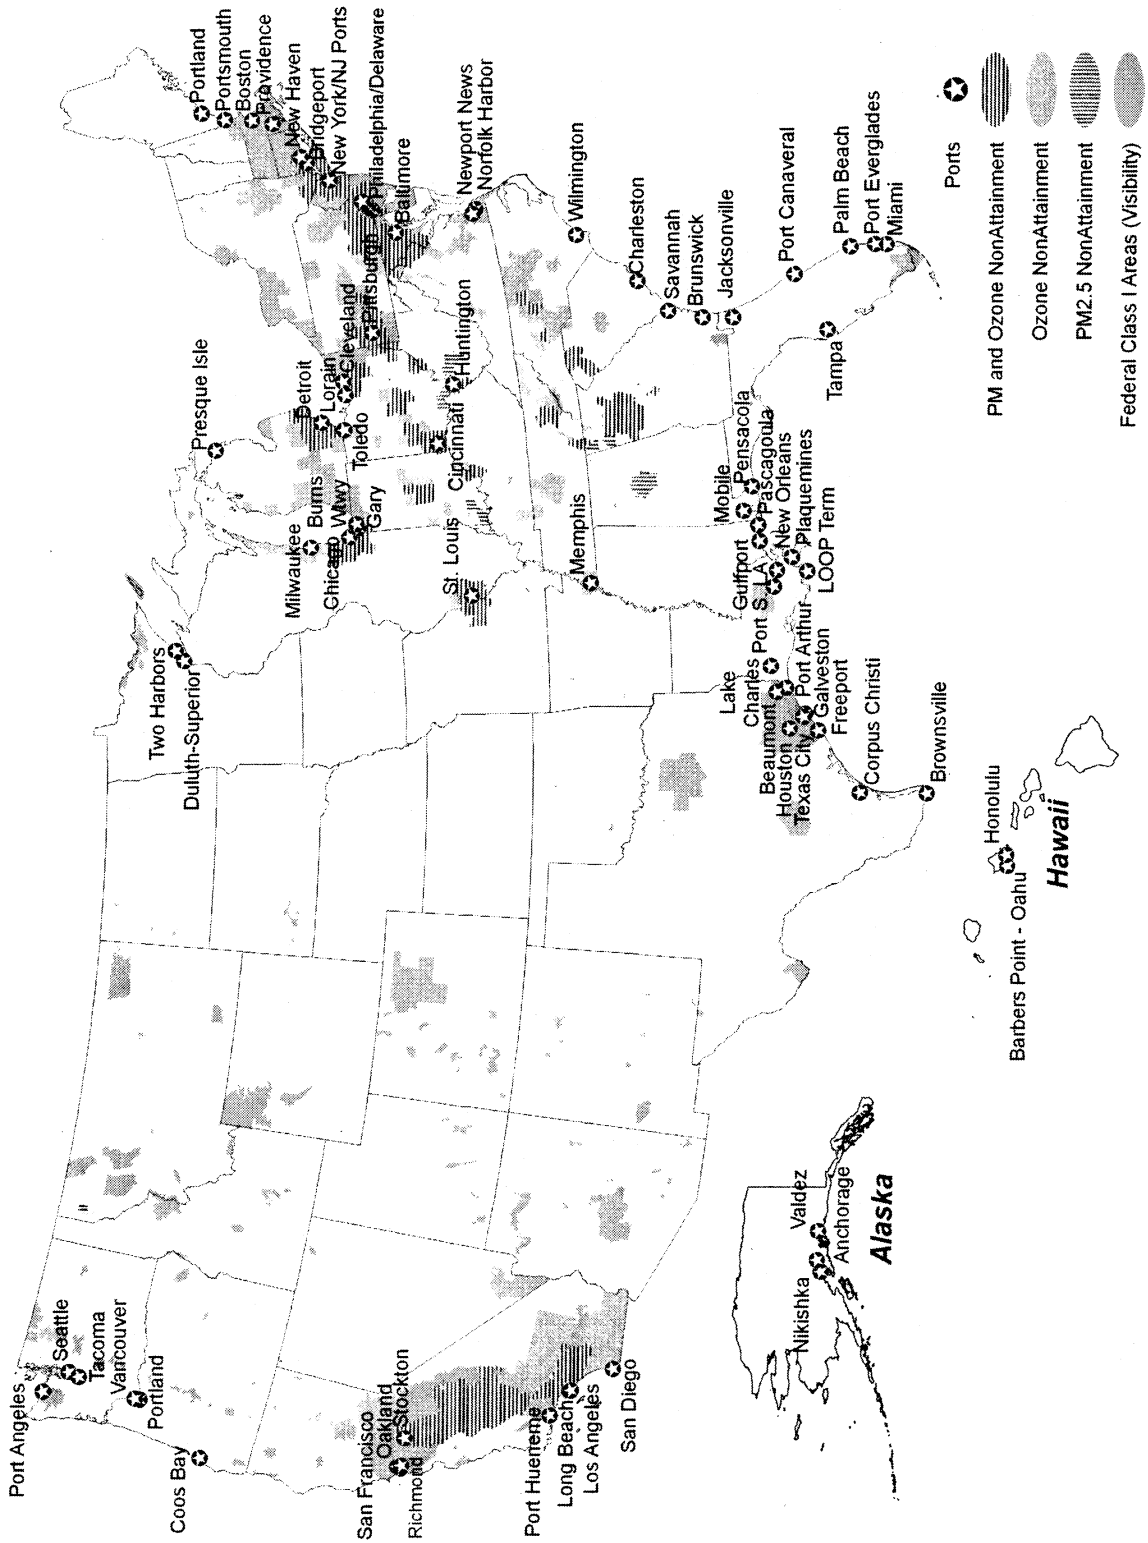 Port Angeles
Seattle
Tacoma
Vancouver
Portland
Coos Bay
San Francisco
Oakland
Stockton
Richmond
Port Hueneme
Long Beach
Los Angeles
San Diego
Two Harbors
Duluth-Superior
Presque Isle
Milwaukee
Chicago
Burns
Wtwy
Gary
Detroit
Lorain
Toledo
Cleveland
Pittsburgh
Cincinnati
Huntington
St. Louis
Memphis
Portland
Portsmouth
Boston
Providence
New Haven
Bridgeport
New York/NJ Ports
Philadelphia/Delaware
Baltimore
Newport News
Norfolk Harbor
Wilmington
Charleston
Savannah
Brunswick
Jacksonville
Port Canaveral
Palm Beach
Port Everglades
Miami
Tampa
Pensacola
Mobile
Pascagoula
Gulfport
New Orleans
Port S. LA
Plaquemines
LOOP Term
Lake
Charles
Port Arthur
Beaumont
Houston
Texas City
Galveston
Freeport
Corpus Christi
Brownsville
Nikishka
Valdez
Anchorage
Alaska
Barbers Point - Oahu
Honolulu
Hawaii
Ports
PM and Ozone NonAttainment
Ozone NonAttainment
PM2.5 NonAttainment
Federal Class I Areas (Visibility)